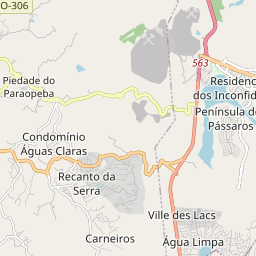 O-306
563
Piedade do
Paraopeba
Residenc
dos Inconfid
Península d
Pássaros
Condomínio
Águas Claras
Recanto da
Serra
Ville des Lacs
Carneiros
Água Limpa